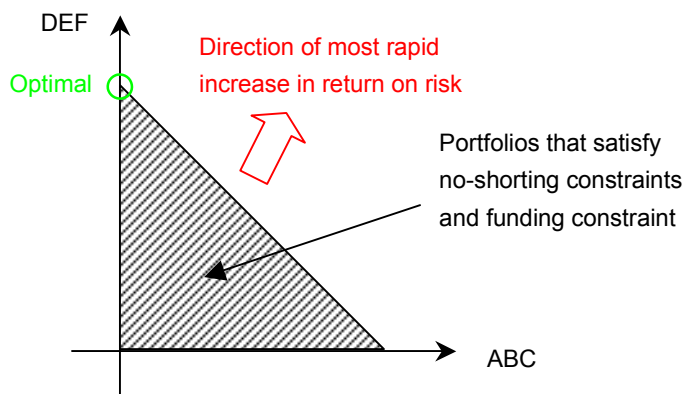 DEF
Optimal
Direction of most rapid
increase in return on risk
Portfolios that satisfy
no-shorting constraints
and funding constraint
ABC